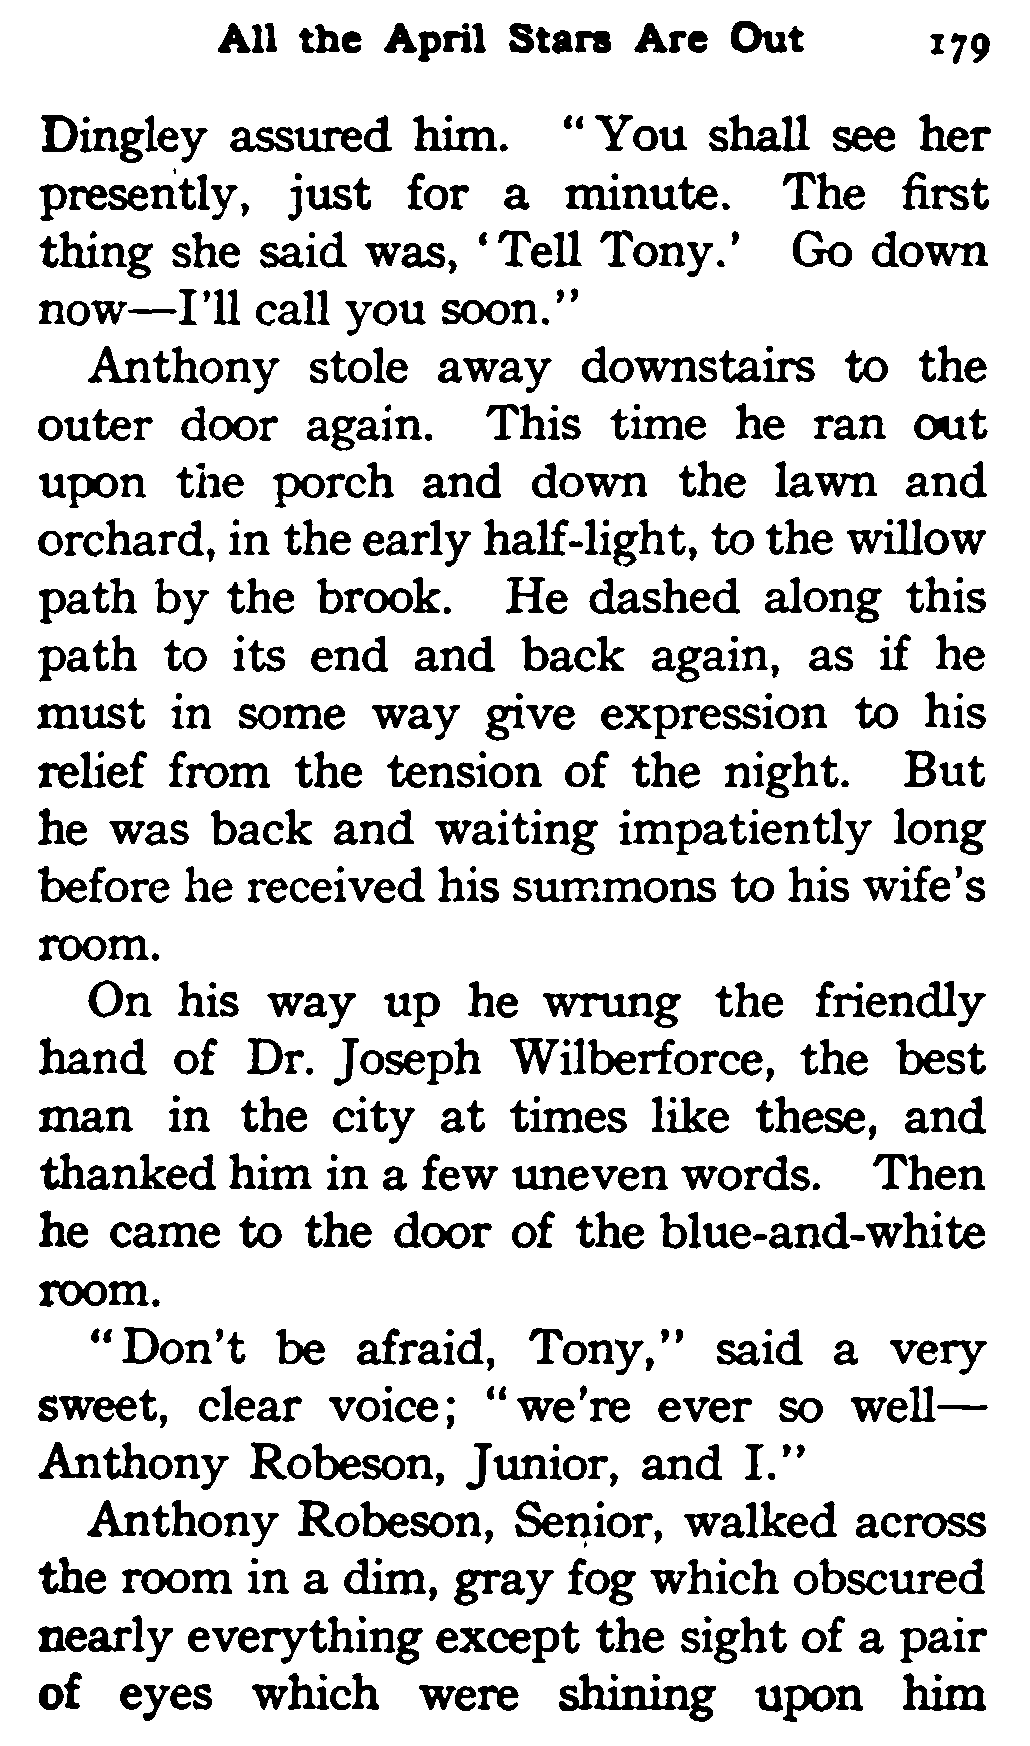 All the April Stars Are Out 179
Dingley assured him. "You shall see her
presently, just for a minute. The first
thing she said was, 'Tell Tony.' Go down
now—I'll call you soon."
Anthony stole away downstairs to the
outer door again. This time he ran out
upon the porch and down the lawn and
orchard, in the early half-light, to the willow
path by the brook. He dashed along this
path to its end and back again, as if he
must in some way give expression to his
relief from the tension of the night. But
he was back and waiting impatiently long
before he received his summons to his wife's
room.
On his way up he wrung the friendly
hand of Dr. Joseph Wilberforce, the best
man in the city at times like these, and
thanked him in a few uneven words. Then
he came to the door of the blue-and-white
room.
"Don't be afraid, Tony," said a very
sweet, clear voice; "we're ever so well—
Anthony Robeson, Junior, and I."
Anthony Robeson, Senior, walked across
the room in a dim, gray fog which obscured
nearly everything except the sight of a pair
of eyes which were shining upon him